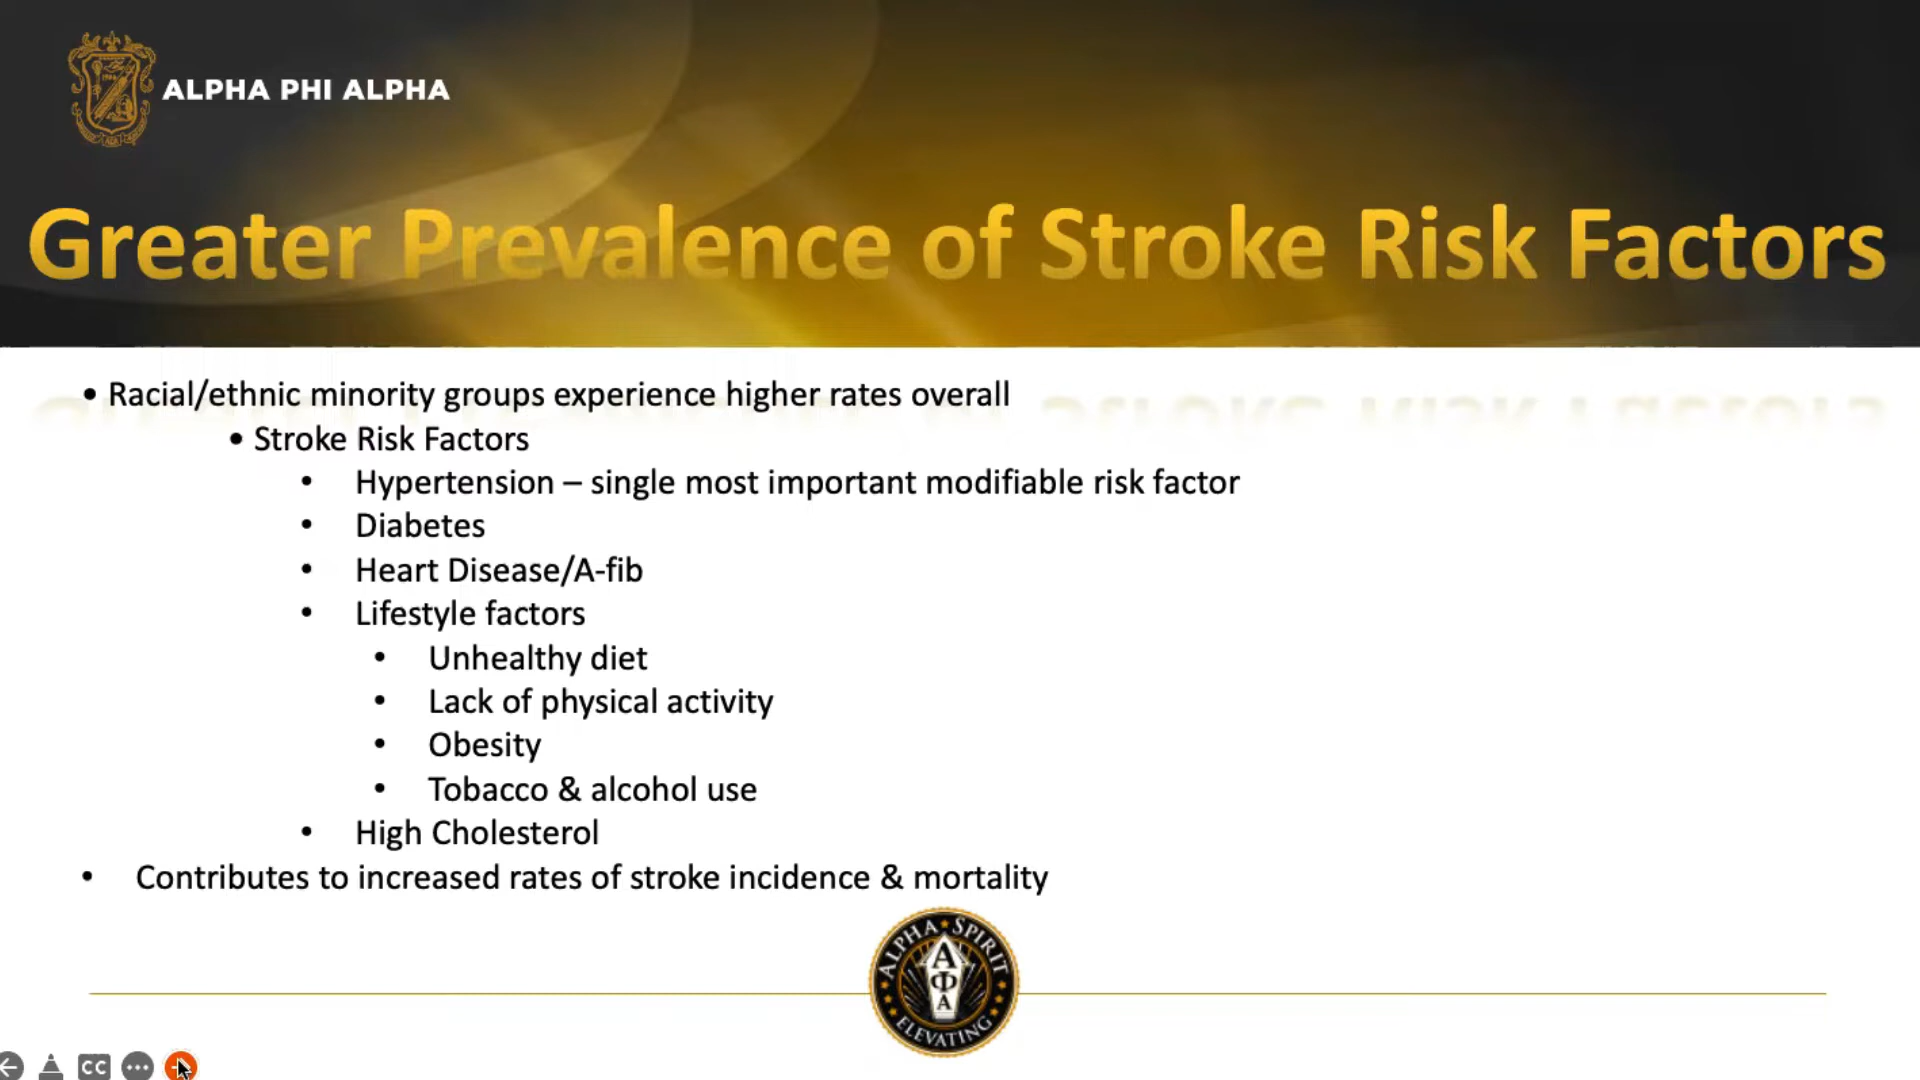 ALPHA PHI ALPHA
Greater Prevalence of Stroke Risk Factors
• Racial/ethnic minority groups experience higher rates overall
• Stroke Risk Factors
• Hypertension – single most important modifiable risk factor
• Diabetes
• Heart Disease/A-fib
• Lifestyle factors
• Unhealthy diet
• Lack of physical activity
• Obesity
• Tobacco & alcohol use
• High Cholesterol
• Contributes to increased rates of stroke incidence & mortality
ALPHA ★ SPIRIT
Α
Φ
Α
ELEVATING
CC